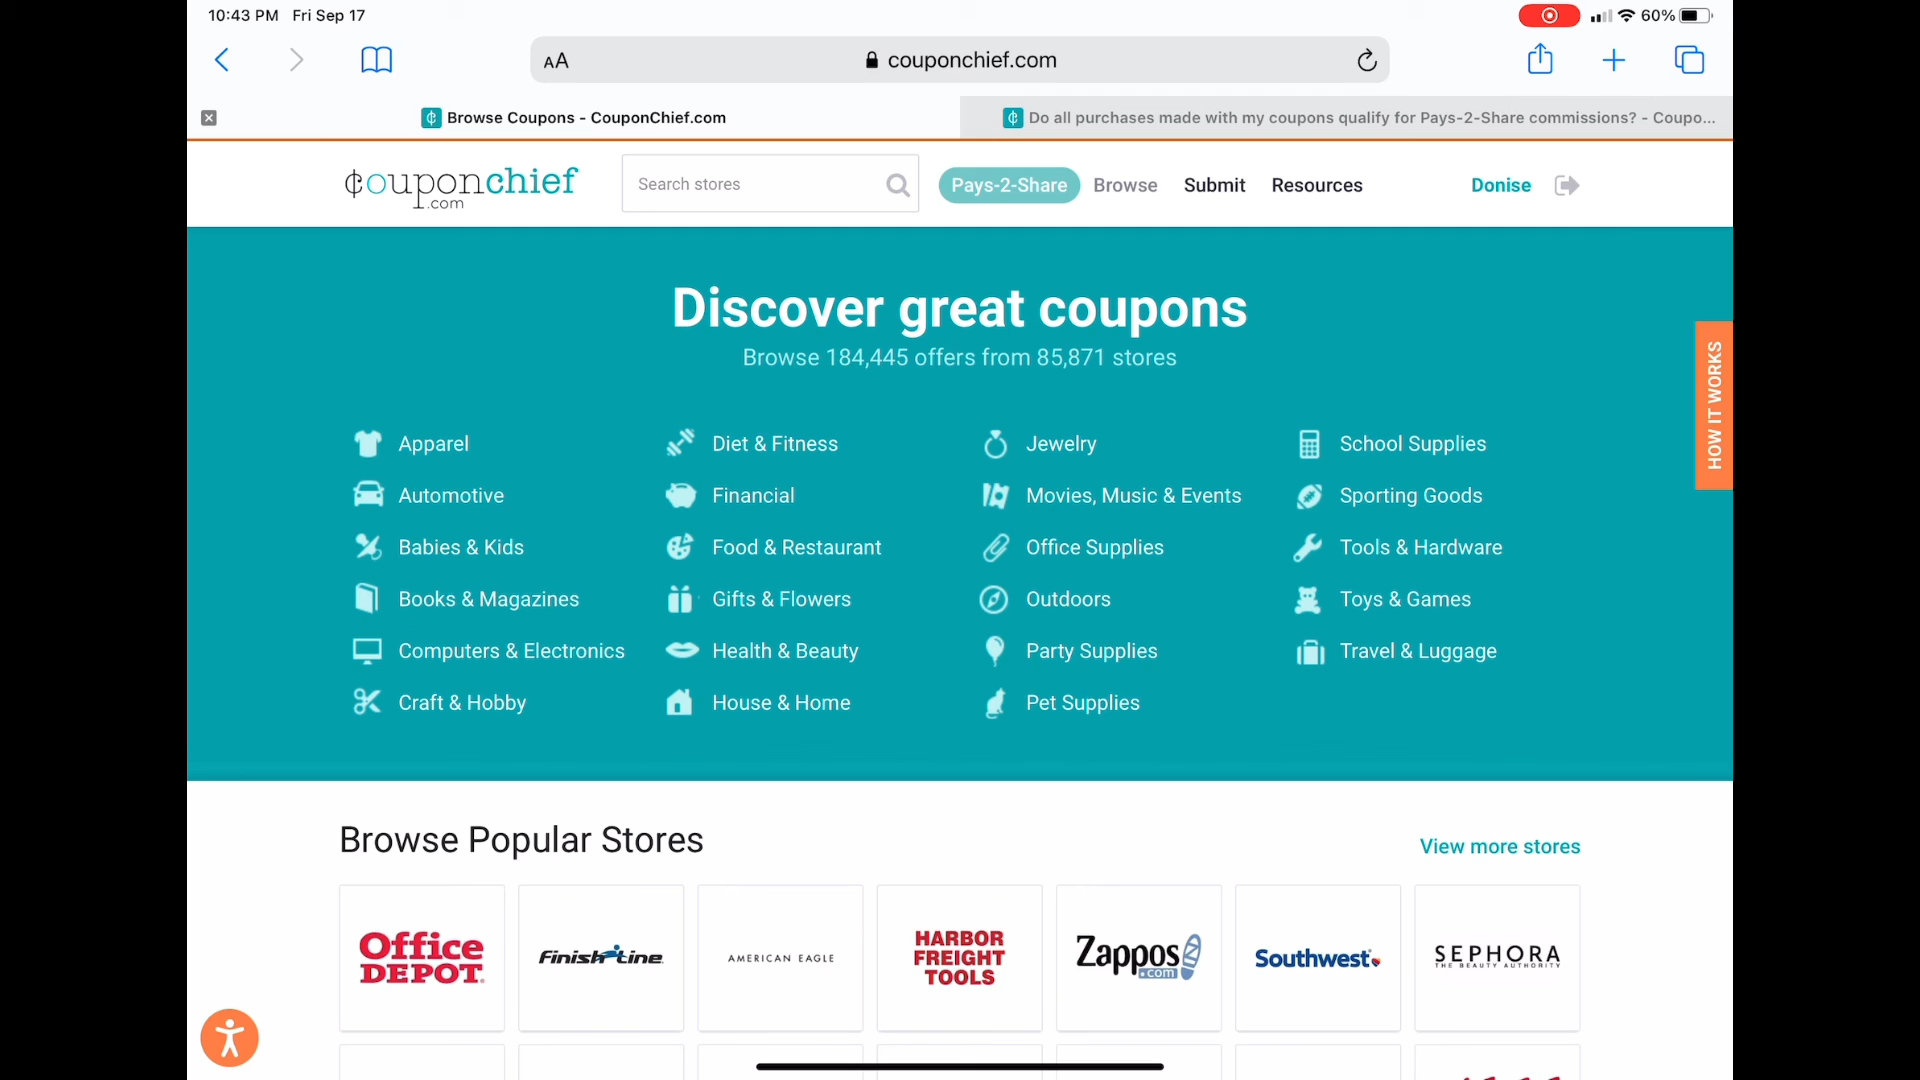 10:43 PM Fri Sep 17
60%
AA
couponchief.com
Browse Coupons - CouponChief.com
Do all purchases made with my coupons qualify for Pays-2-Share commissions? - Coupo...
couponchief
.com
Search stores
Pays-2-Share
Browse
Submit
Resources
Donise
Discover great coupons
Browse 184,445 offers from 85,871 stores
HOW IT WORKS
Apparel
Automotive
Babies & Kids
Books & Magazines
Computers & Electronics
Craft & Hobby
Diet & Fitness
Financial
Food & Restaurant
Gifts & Flowers
Health & Beauty
House & Home
Jewelry
Movies, Music & Events
Office Supplies
Outdoors
Party Supplies
Pet Supplies
School Supplies
Sporting Goods
Tools & Hardware
Toys & Games
Travel & Luggage
Browse Popular Stores
View more stores
Office
DEPOT
Finish Line
AMERICAN EAGLE
HARBOR
FREIGHT
TOOLS
Zappos
.com
Southwest
SEPHORA
THE BEAUTY AUTHORITY